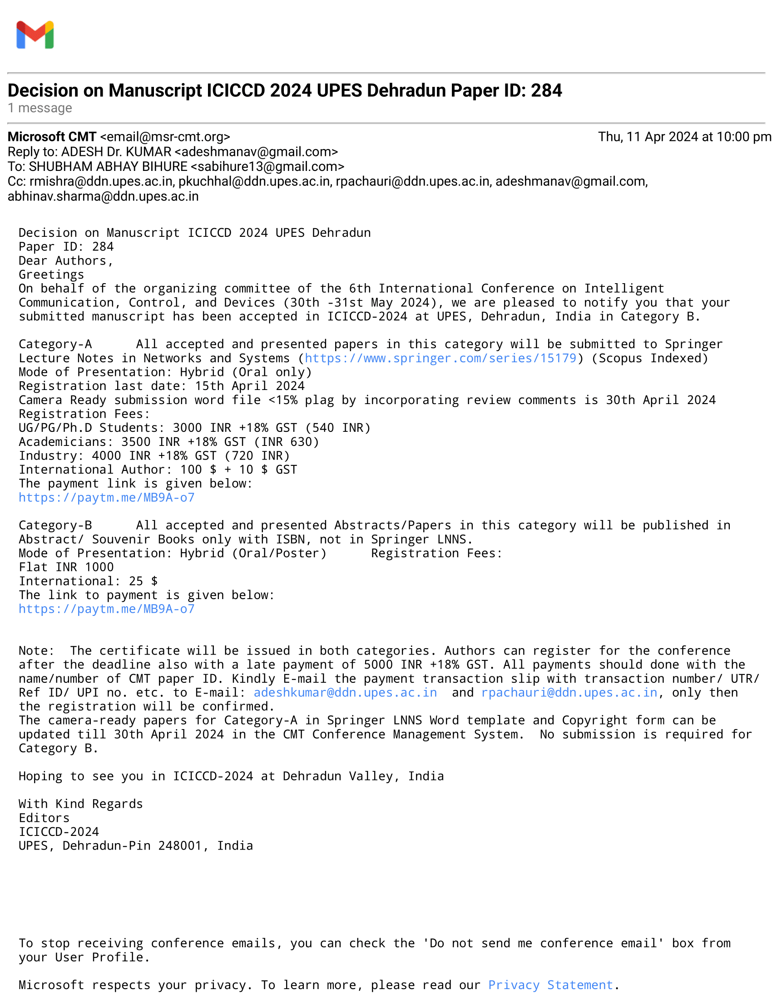 Decision on Manuscript ICICCD 2024 UPES Dehradun Paper ID: 284
1 message
Microsoft CMT <email@msr-cmt.org> Thu, 11 Apr 2024 at 10:00 pm
Reply to: ADESH Dr. KUMAR <adeshmanav@gmail.com>
To: SHUBHAM ABHAY BIHURE <sabihure13@gmail.com>
Cc: rmishra@ddn.upes.ac.in, pkuchhal@ddn.upes.ac.in, rpachauri@ddn.upes.ac.in, adeshmanav@gmail.com,
abhinav.sharma@ddn.upes.ac.in
Decision on Manuscript ICICCD 2024 UPES Dehradun
Paper ID: 284
Dear Authors,
Greetings
On behalf of the organizing committee of the 6th International Conference on Intelligent
Communication, Control, and Devices (30th -31st May 2024), we are pleased to notify you that your
submitted manuscript has been accepted in ICICCD-2024 at UPES, Dehradun, India in Category B.
Category-A      All accepted and presented papers in this category will be submitted to Springer
Lecture Notes in Networks and Systems (https://www.springer.com/series/15179) (Scopus Indexed)
Mode of Presentation: Hybrid (Oral only)
Registration last date: 15th April 2024
Camera Ready submission word file <15% plag by incorporating review comments is 30th April 2024
Registration Fees:
UG/PG/Ph.D Students: 3000 INR +18% GST (540 INR)
Academicians: 3500 INR +18% GST (INR 630)
Industry: 4000 INR +18% GST (720 INR)
International Author: 100 $ + 10 $ GST
The payment link is given below:
https://paytm.me/MB9A-o7
Category-B      All accepted and presented Abstracts/Papers in this category will be published in
Abstract/ Souvenir Books only with ISBN, not in Springer LNNS.
Mode of Presentation: Hybrid (Oral/Poster)      Registration Fees:
Flat INR 1000
International: 25 $
The link to payment is given below:
https://paytm.me/MB9A-o7
Note:  The certificate will be issued in both categories. Authors can register for the conference
after the deadline also with a late payment of 5000 INR +18% GST. All payments should done with the
name/number of CMT paper ID. Kindly E-mail the payment transaction slip with transaction number/ UTR/
Ref ID/ UPI no. etc. to E-mail: adeshkumar@ddn.upes.ac.in  and rpachauri@ddn.upes.ac.in, only then
the registration will be confirmed.
The camera-ready papers for Category-A in Springer LNNS Word template and Copyright form can be
updated till 30th April 2024 in the CMT Conference Management System.  No submission is required for
Category B.
Hoping to see you in ICICCD-2024 at Dehradun Valley, India
With Kind Regards
Editors
ICICCD-2024
UPES, Dehradun-Pin 248001, India
To stop receiving conference emails, you can check the 'Do not send me conference email' box from
your User Profile.
Microsoft respects your privacy. To learn more, please read our Privacy Statement.